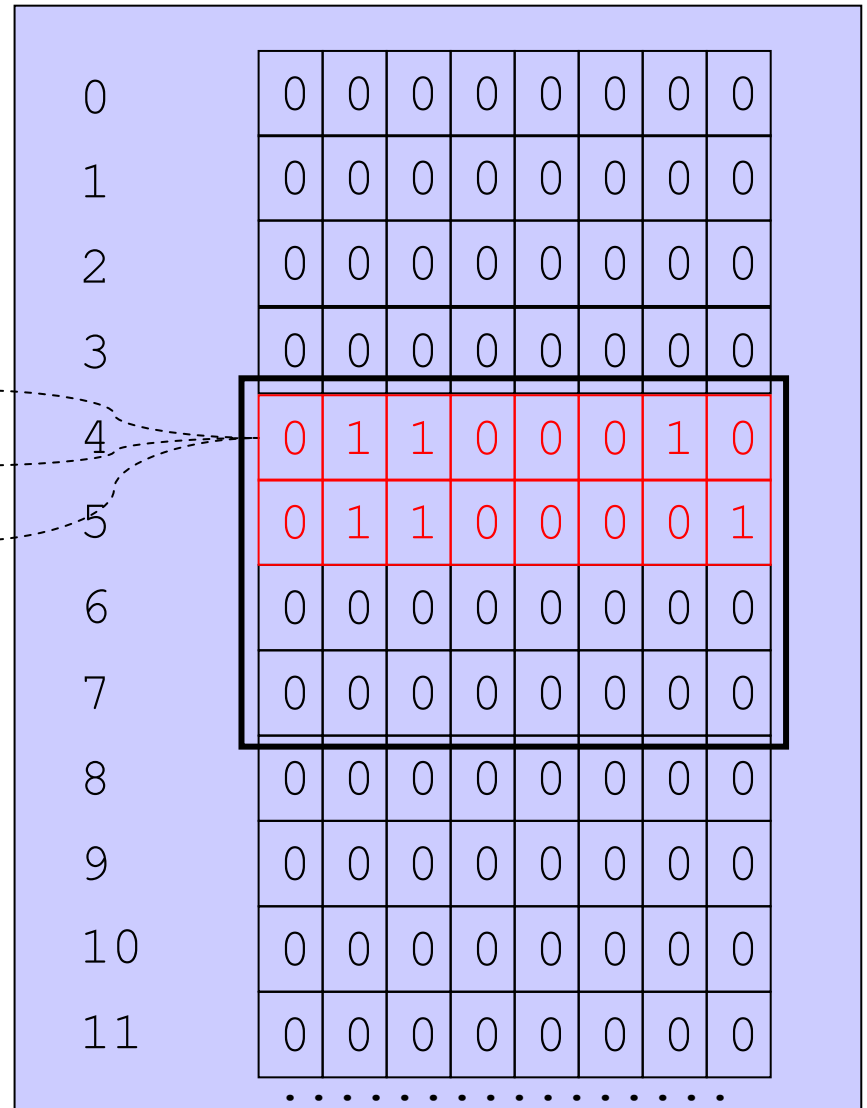 0 0 0 0 0 0 0 0 0
1 0 0 0 0 0 0 0 0
2 0 0 0 0 0 0 0 0
3 0 0 0 0 0 0 0 0
4 0 1 1 0 0 0 1 0
5 0 1 1 0 0 0 0 1
6 0 0 0 0 0 0 0 0
7 0 0 0 0 0 0 0 0
8 0 0 0 0 0 0 0 0
9 0 0 0 0 0 0 0 0
10 0 0 0 0 0 0 0 0
11 0 0 0 0 0 0 0 0
. . . . . . . . . . . . . . . .